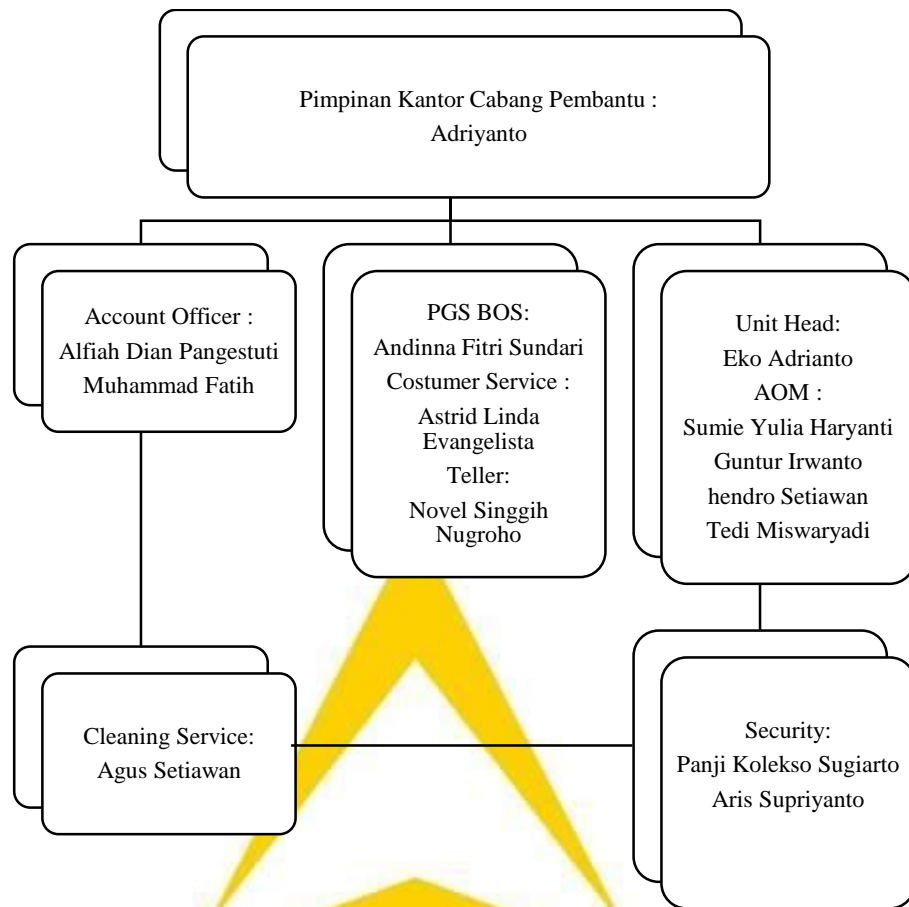 Pimpinan Kantor Cabang Pembantu :
Adriyanto
Account Officer :
Alfiah Dian Pangestuti
Muhammad Fatih
PGS BOS:
Andinna Fitri Sundari
Costumer Service :
Astrid Linda
Evangelista
Teller:
Novel Singgih
Nugroho
Unit Head:
Eko Adrianto
AOM :
Sumie Yulia Haryanti
Guntur Irwanto
hendro Setiawan
Tedi Miswaryadi
Cleaning Service:
Agus Setiawan
Security:
Panji Kolekso Sugiarto
Aris Supriyanto